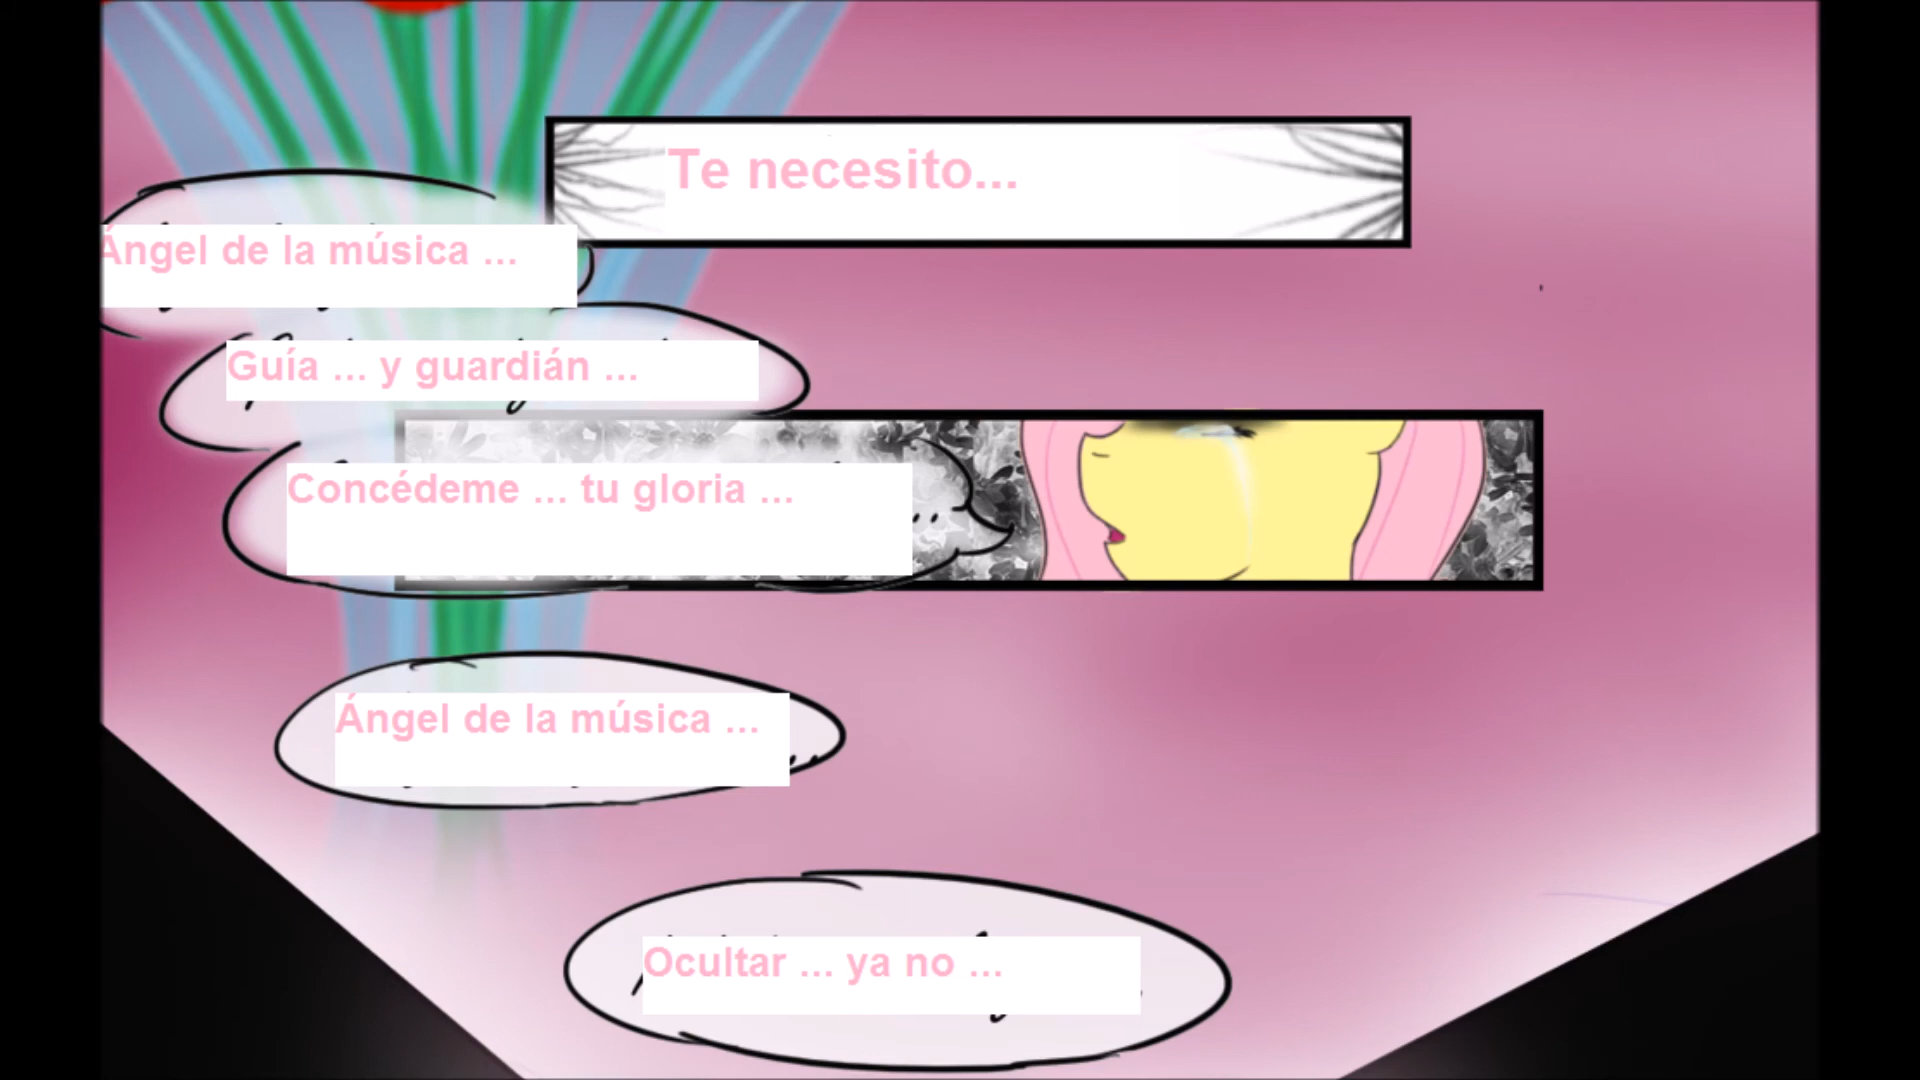 Te necesito...
Ángel de la música ...
Guía ... y guardián ...
Concédeme ... tu gloria ...
Ángel de la música ...
Ocultar ... ya no ...